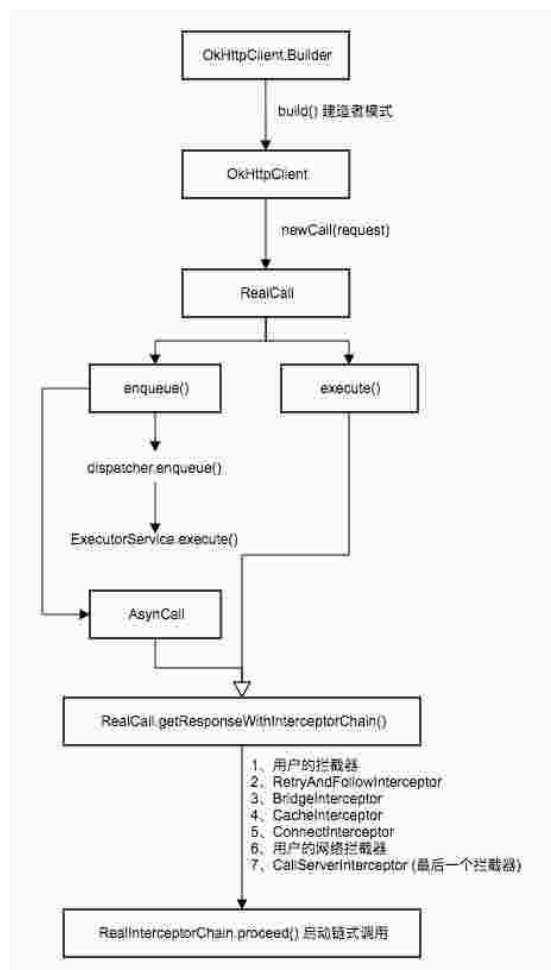 OkHttpClient.Builder
build() 建造者模式
OkHttpClient
newCall(request)
RealCall
enqueue()
execute()
dispatcher.enqueue()
ExecutorService.execute()
AsynCall
RealCall.getResponseWithInterceptorChain()
1、用户的拦截器
2、RetryAndFollowInterceptor
3、BridgeInterceptor
4、CacheInterceptor
5、ConnectInterceptor
6、用户的网络拦截器
7、CallServerInterceptor (最后一个拦截器)
RealInterceptorChain.proceed() 启动链式调用